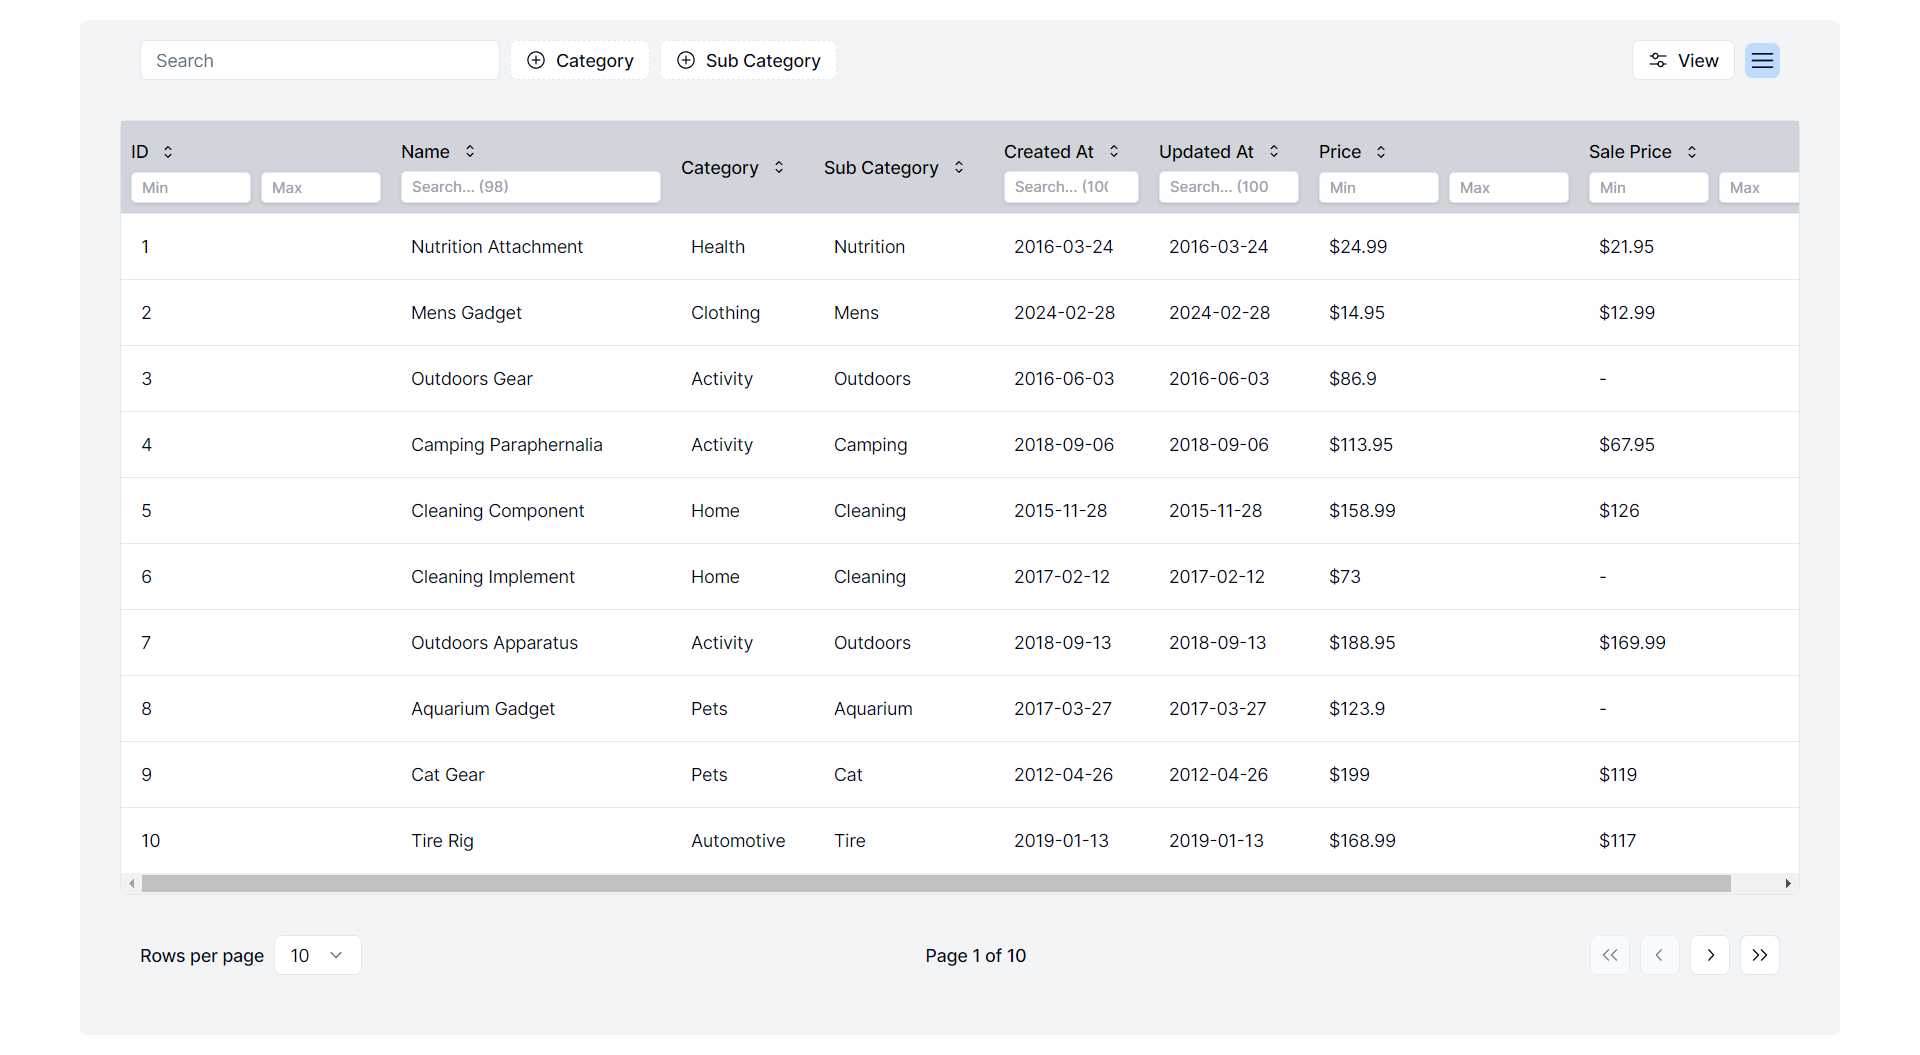 Search Category Sub Category View
ID Name Category Sub Category Created At Updated At Price Sale Price
Min Max Search... (98) Search... (100 Search... (100 Min Max Min Max
1 Nutrition Attachment Health Nutrition 2016-03-24 2016-03-24 $24.99 $21.95
2 Mens Gadget Clothing Mens 2024-02-28 2024-02-28 $14.95 $12.99
3 Outdoors Gear Activity Outdoors 2016-06-03 2016-06-03 $86.9 -
4 Camping Paraphernalia Activity Camping 2018-09-06 2018-09-06 $113.95 $67.95
5 Cleaning Component Home Cleaning 2015-11-28 2015-11-28 $158.99 $126
6 Cleaning Implement Home Cleaning 2017-02-12 2017-02-12 $73 -
7 Outdoors Apparatus Activity Outdoors 2018-09-13 2018-09-13 $188.95 $169.99
8 Aquarium Gadget Pets Aquarium 2017-03-27 2017-03-27 $123.9 -
9 Cat Gear Pets Cat 2012-04-26 2012-04-26 $199 $119
10 Tire Rig Automotive Tire 2019-01-13 2019-01-13 $168.99 $117
Rows per page 10 Page 1 of 10